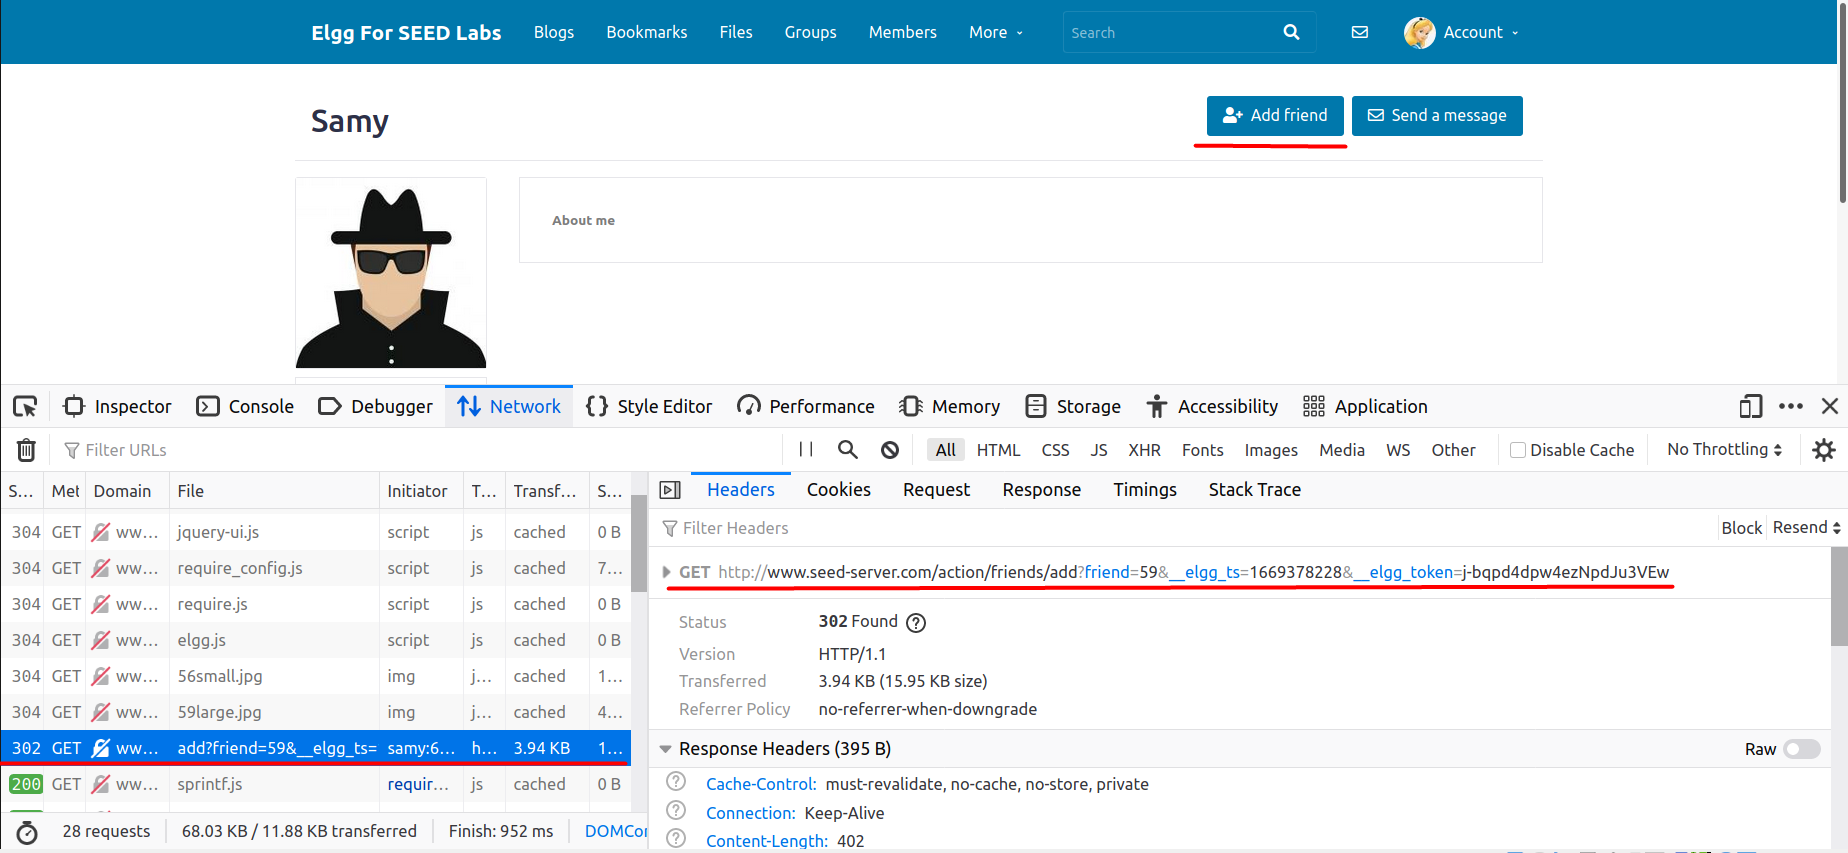 Elgg For SEED Labs Blogs Bookmarks Files Groups Members More Search Account
Samy Add friend Send a message
About me
Inspector Console Debugger Network Style Editor Performance Memory Storage Accessibility Application
Filter URLs All HTML CSS JS XHR Fonts Images Media WS Other Disable Cache No Throttling
S... Met Domain File Initiator T... Transf... S...
304 GET ww... jquery-ui.js script js cached 0 B
304 GET ww... require_config.js script js cached 7...
304 GET ww... require.js script js cached 0 B
304 GET ww... elgg.js script js cached 0 B
304 GET ww... 56small.jpg img j... cached 1...
304 GET ww... 59large.jpg img j... cached 4...
302 GET ww... add?friend=59&__elgg_ts= samy:6... h... 3.94 KB 1...
200 GET ww... sprintf.js requir... js cached 0 B
28 requests 68.03 KB / 11.88 KB transferred Finish: 952 ms DOMCo
Headers Cookies Request Response Timings Stack Trace
Filter Headers Block Resend
GET http://www.seed-server.com/action/friends/add?friend=59&__elgg_ts=1669378228&__elgg_token=j-bqpd4dpw4ezNpdJu3VEw
Status 302 Found
Version HTTP/1.1
Transferred 3.94 KB (15.95 KB size)
Referrer Policy no-referrer-when-downgrade
Response Headers (395 B) Raw
Cache-Control: must-revalidate, no-cache, no-store, private
Connection: Keep-Alive
Content-Length: 402